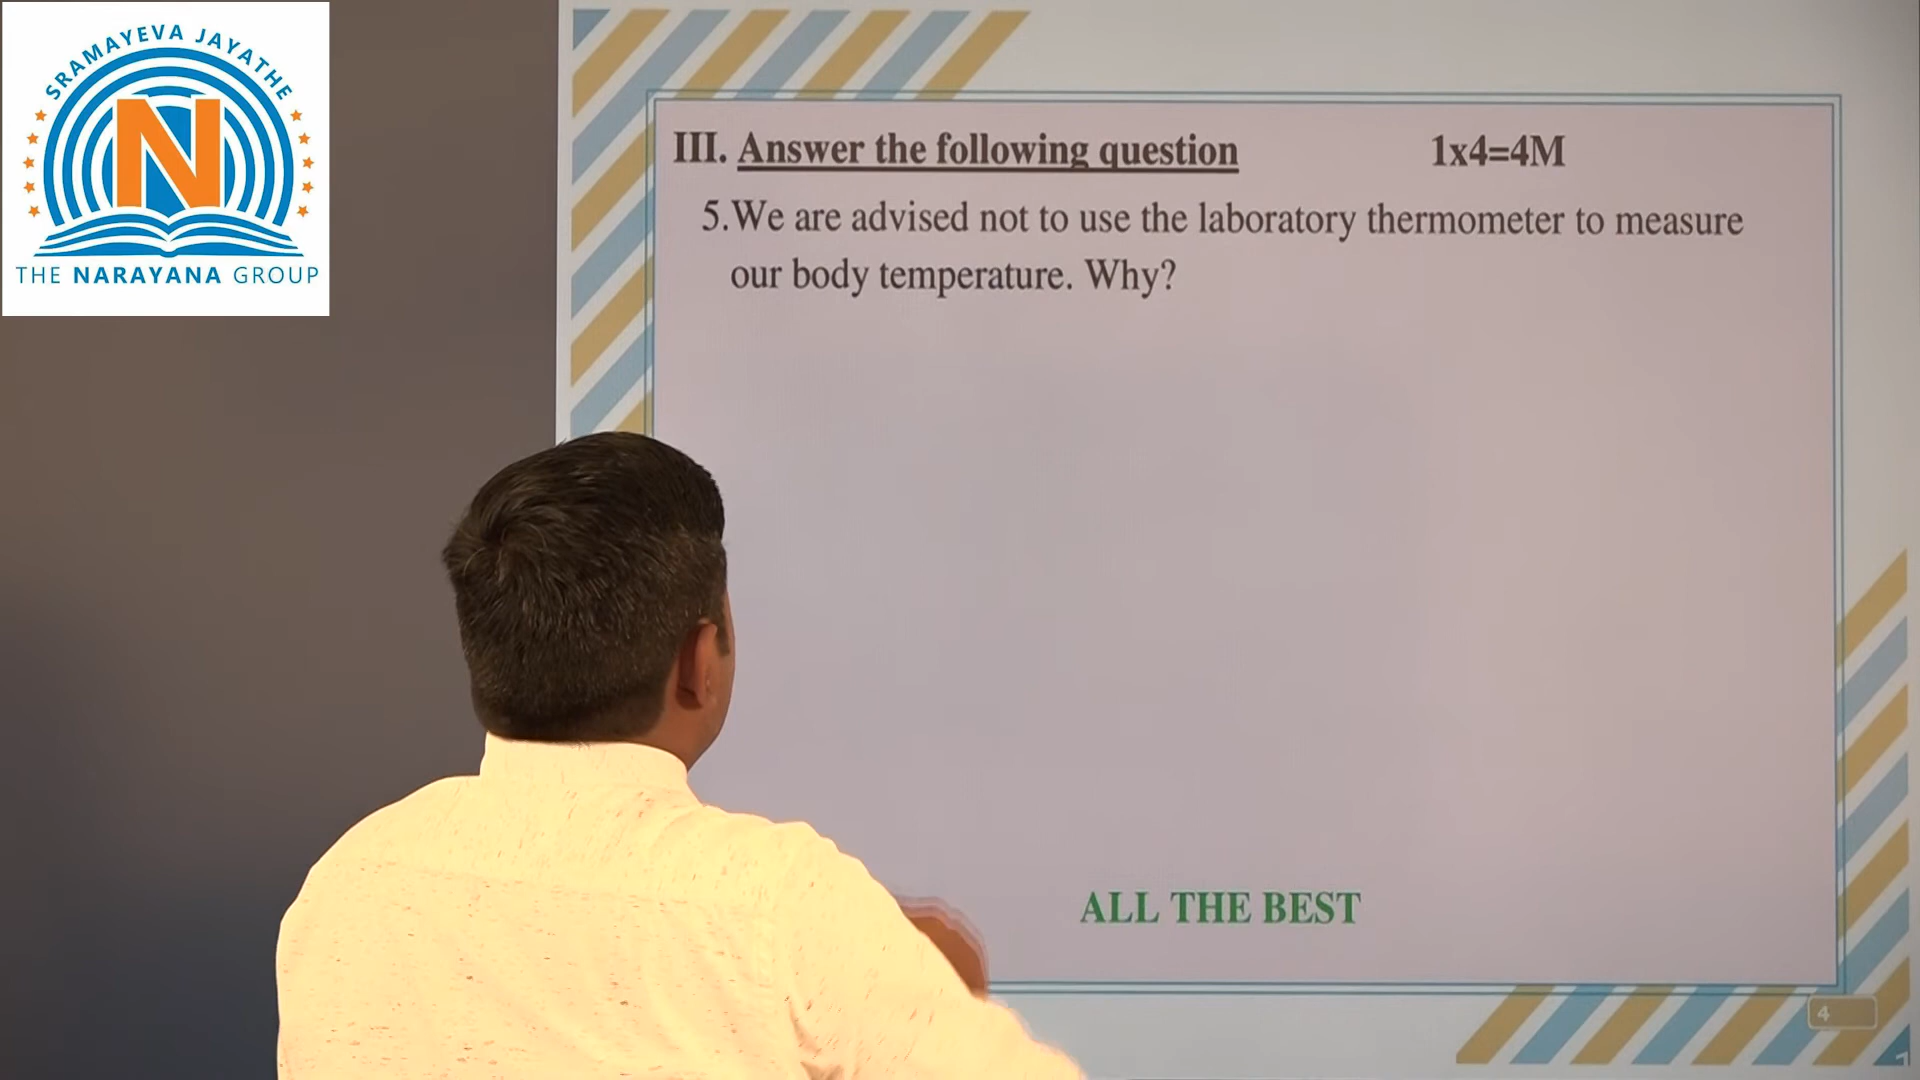 SRAMAYEVA JAYATHE
N
THE NARAYANA GROUP
III. Answer the following question 1x4=4M
5.We are advised not to use the laboratory thermometer to measure
our body temperature. Why?
ALL THE BEST
4